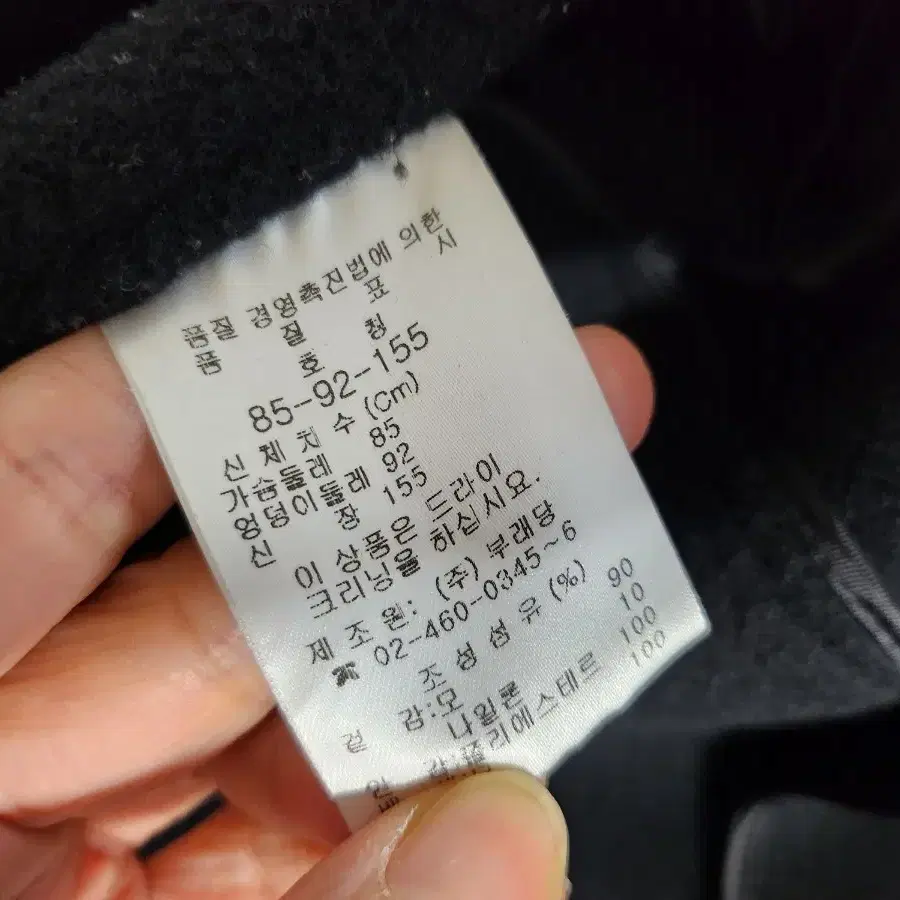 품질 경영촉진법에 의한
품 질 표 시
호 칭
85-92-155
신 체 치 수 (Cm)
가슴둘레 85
엉덩이둘레 92
신 장 155
이 상품은 드라이
크리닝을 하십시요.
제 조 원: (주) 부래당
☎ 02-460-0345~6
조 성 섬 유 (%)
겉 감:모 90
나일론 10
안 감:폴리에스테르 100
100